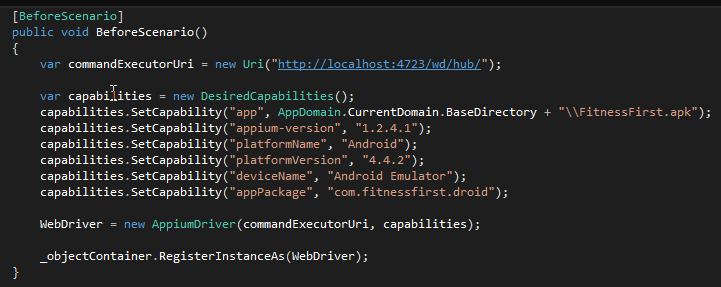 [BeforeScenario]
public void BeforeScenario()
{
var commandExecutorUri = new Uri("http://localhost:4723/wd/hub/");
var capabilities = new DesiredCapabilities();
capabilities.SetCapability("app", AppDomain.CurrentDomain.BaseDirectory + "\\FitnessFirst.apk");
capabilities.SetCapability("appium-version", "1.2.4.1");
capabilities.SetCapability("platformName", "Android");
capabilities.SetCapability("platformVersion", "4.4.2");
capabilities.SetCapability("deviceName", "Android Emulator");
capabilities.SetCapability("appPackage", "com.fitnessfirst.droid");
WebDriver = new AppiumDriver(commandExecutorUri, capabilities);
_objectContainer.RegisterInstanceAs(WebDriver);
}